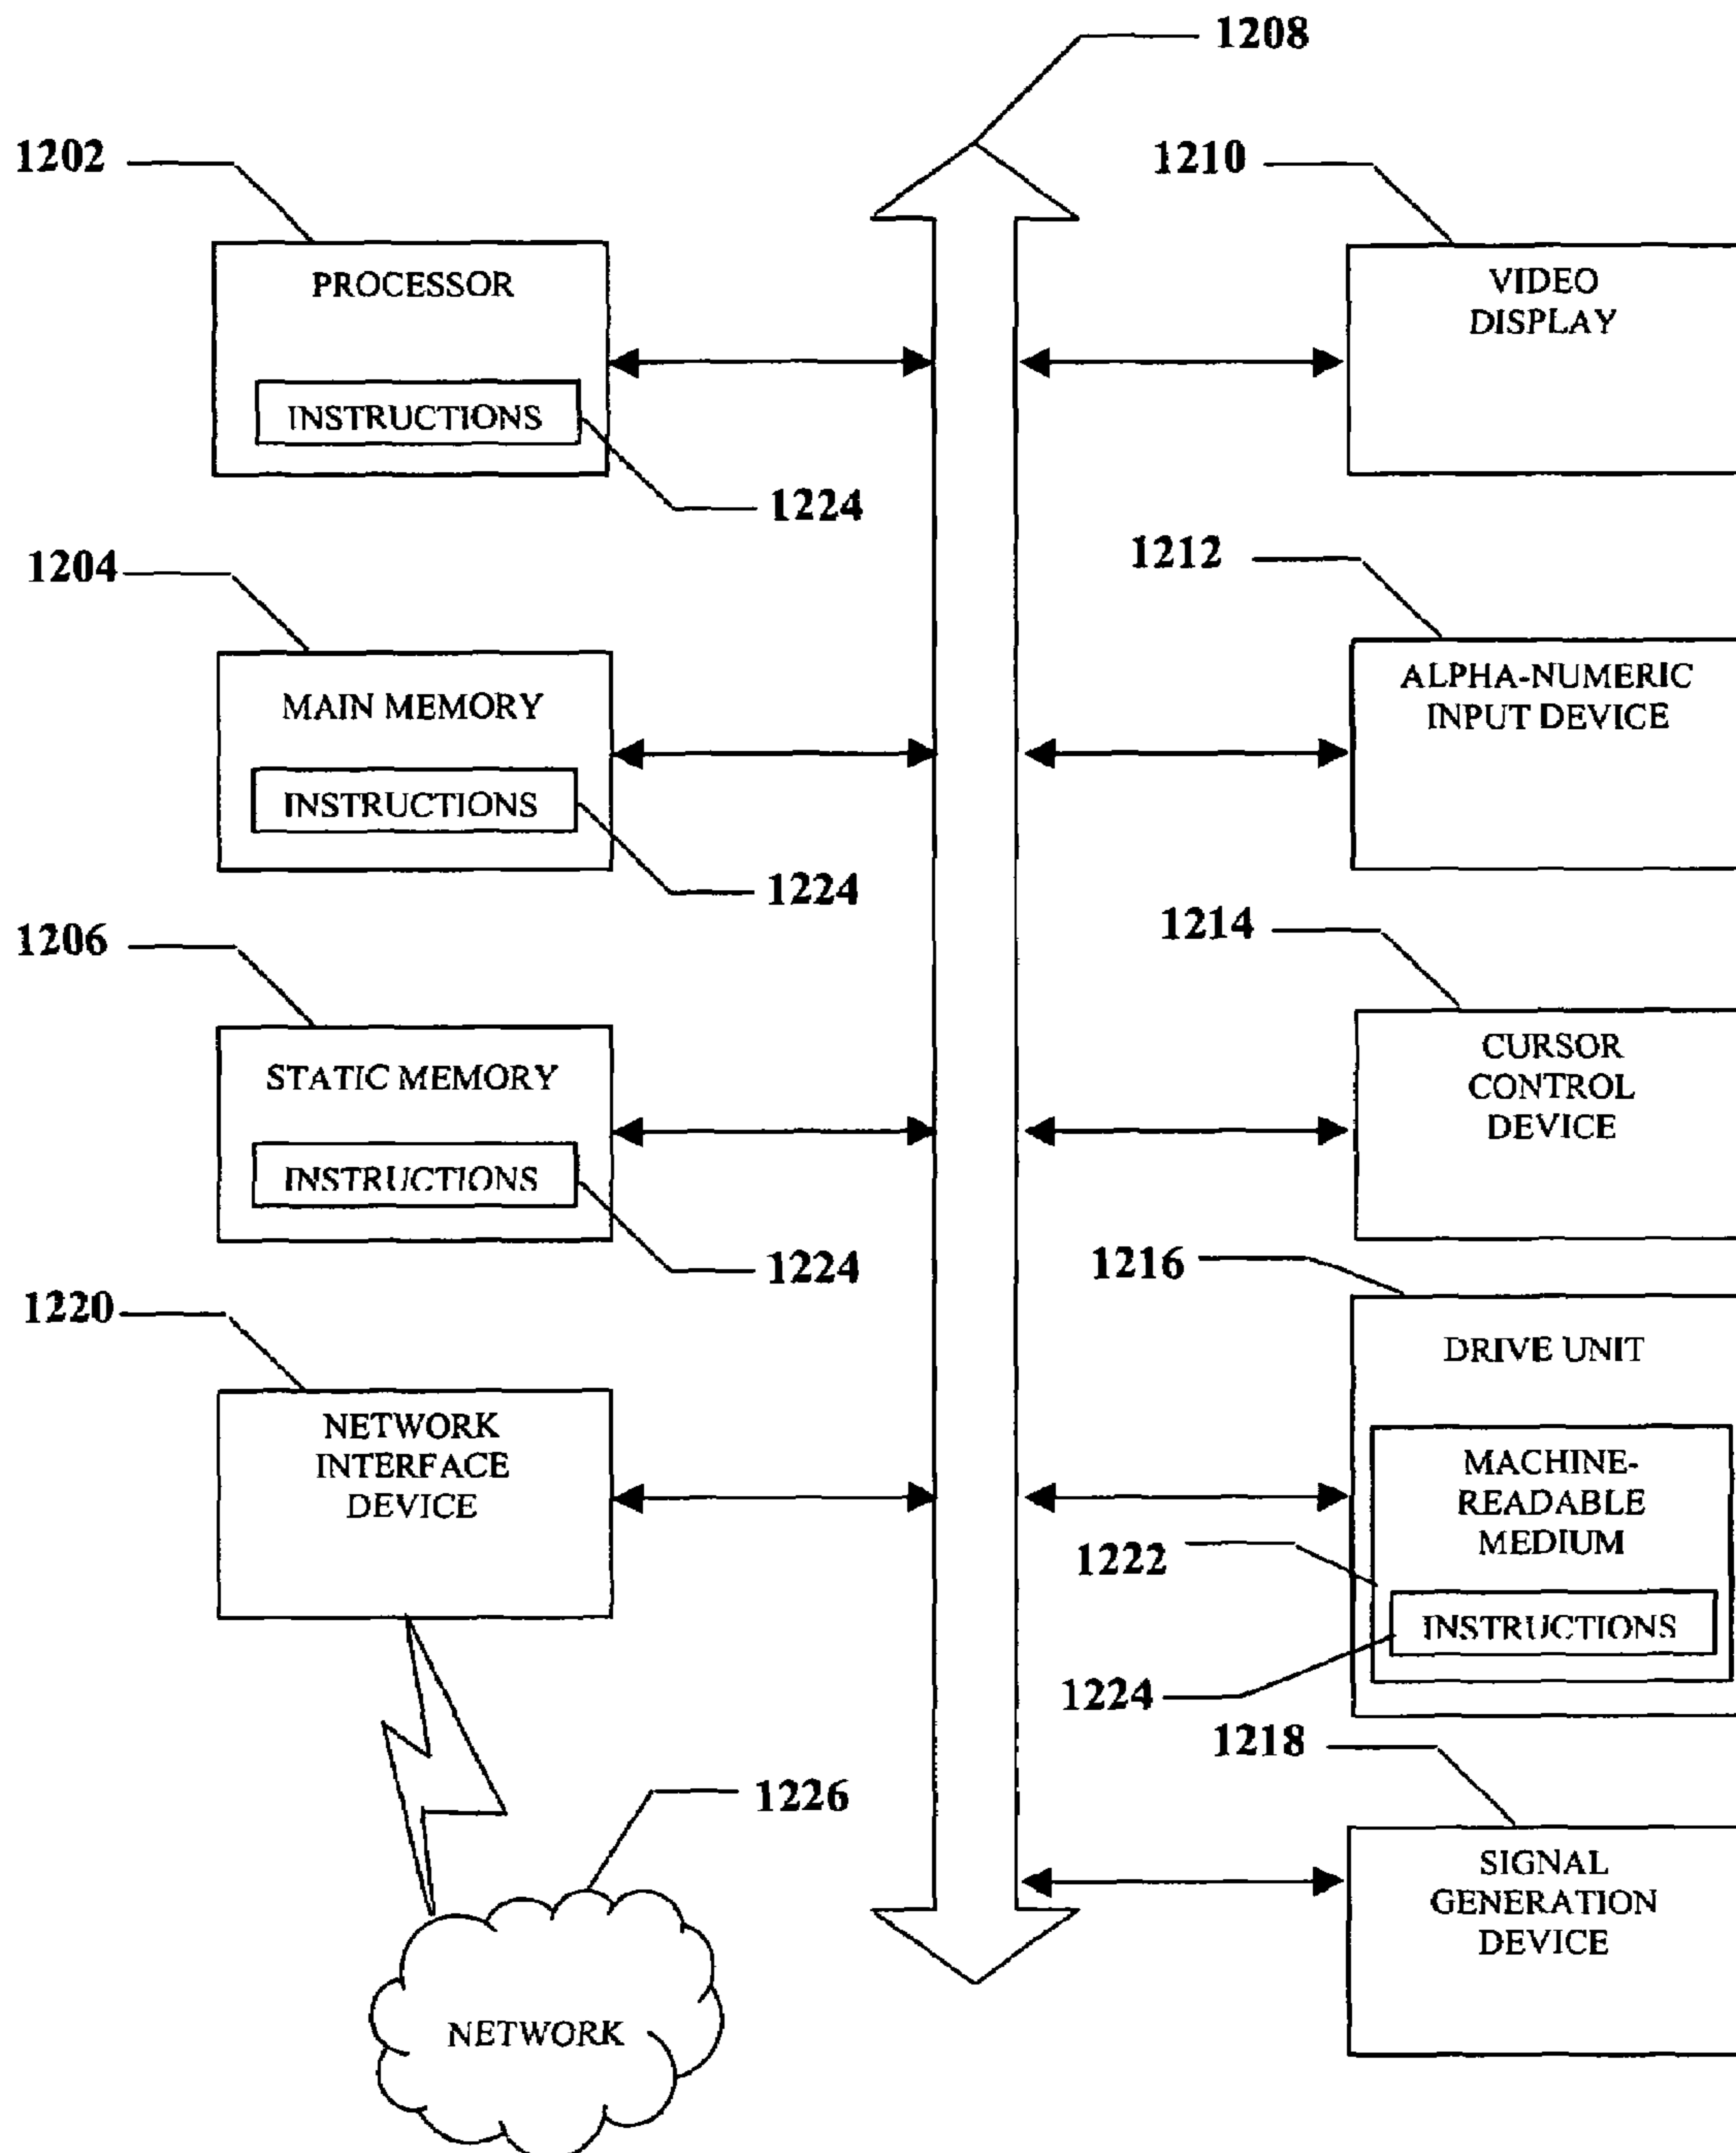 1208
1202
PROCESSOR
INSTRUCTIONS
1224
1210
VIDEO
DISPLAY
1204
MAIN MEMORY
INSTRUCTIONS
1224
1212
ALPHA-NUMERIC
INPUT DEVICE
1206
STATIC MEMORY
INSTRUCTIONS
1224
1214
CURSOR
CONTROL
DEVICE
1220
NETWORK
INTERFACE
DEVICE
1216
DRIVE UNIT
MACHINE-
READABLE
MEDIUM
1222
INSTRUCTIONS
1224
1226
NETWORK
1218
SIGNAL
GENERATION
DEVICE